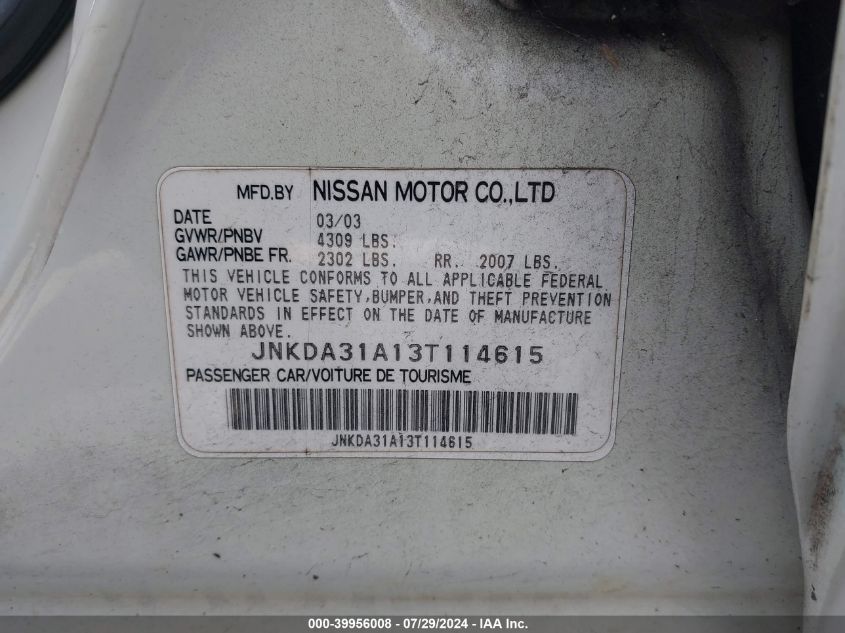 MFD.BY NISSAN MOTOR CO.,LTD
DATE 03/03
GVWR/PNBV 4309 LBS.
GAWR/PNBE FR. 2302 LBS. RR. 2007 LBS.
THIS VEHICLE CONFORMS TO ALL APPLICABLE FEDERAL
MOTOR VEHICLE SAFETY,BUMPER,AND THEFT PREVENTION
STANDARDS IN EFFECT ON THE DATE OF MANUFACTURE
SHOWN ABOVE.
JNKDA31A13T114615
PASSENGER CAR/VOITURE DE TOURISME
JNKDA31A13T114615
000-39956008 - 07/29/2024 - IAA Inc.